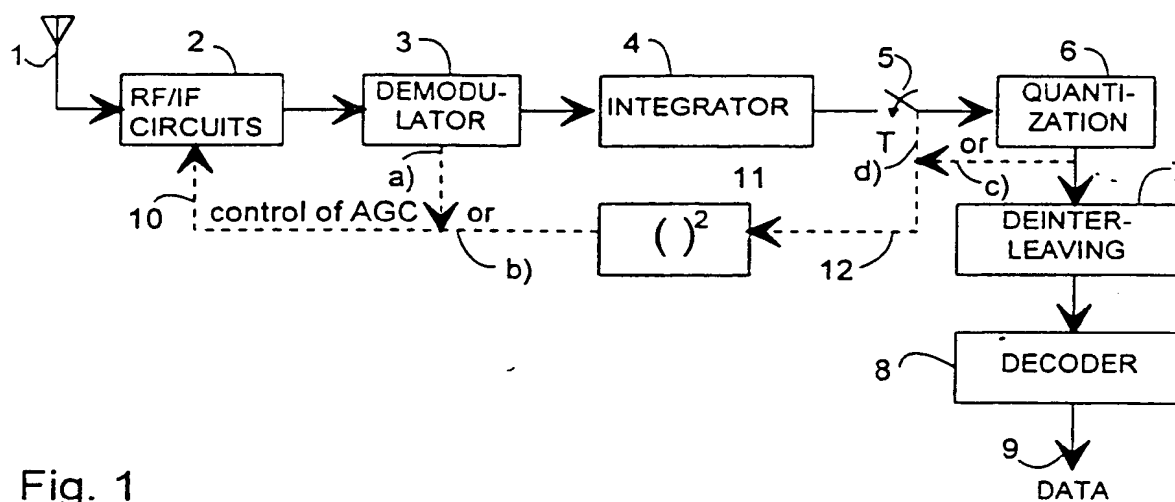 1
2
3
4
5
6
RF/IF
CIRCUITS
DEMODU-
LATOR
INTEGRATOR
QUANTI-
ZATION
T
a)
d)
or
c)
11
10
control of AGC
or
b)
( )²
12
DEINTER-
LEAVING
8
DECODER
9
DATA
Fig. 1